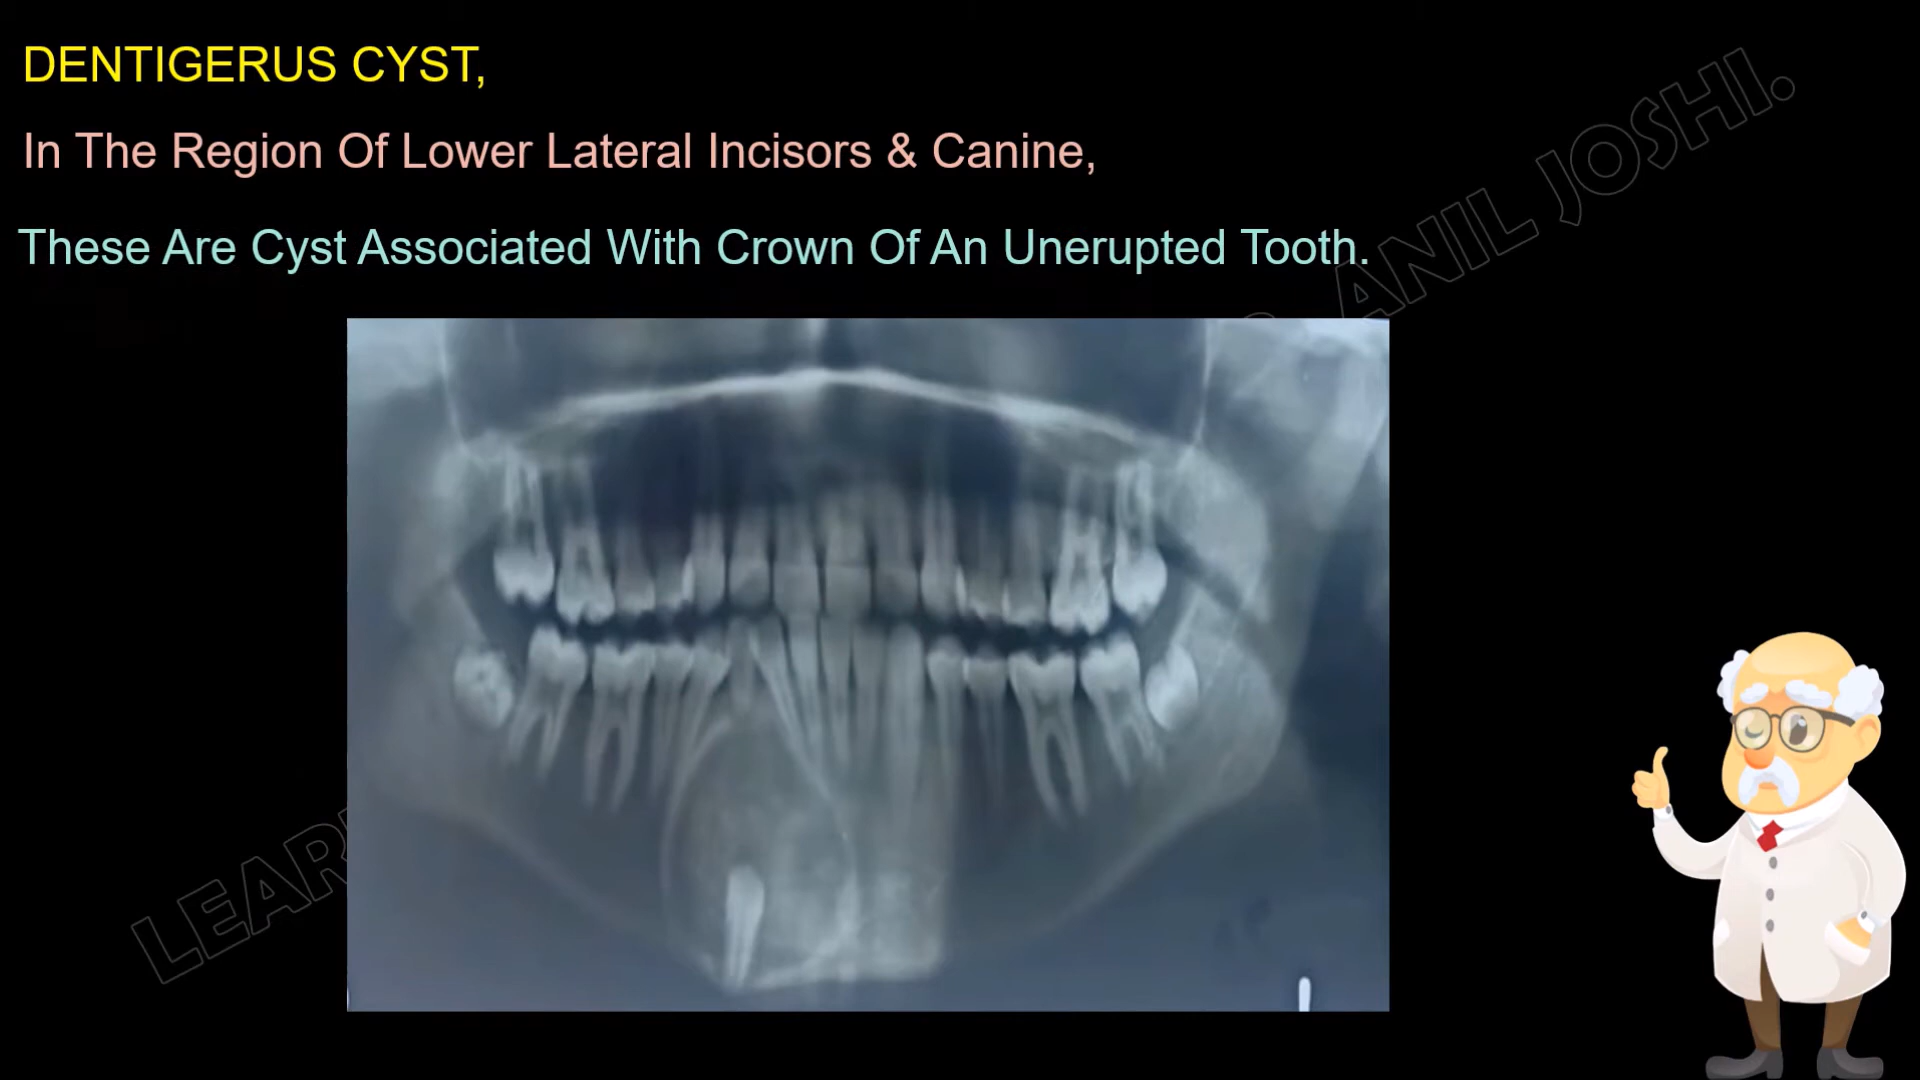 DENTIGERUS CYST,
In The Region Of Lower Lateral Incisors & Canine,
These Are Cyst Associated With Crown Of An Unerupted Tooth.
ANIL JOSHI.